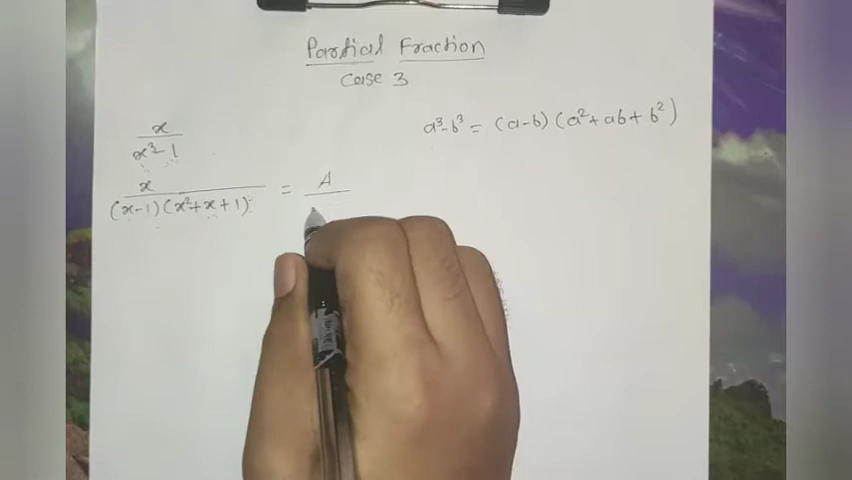 Partial Fraction
Case 3
x
x³-1
a³-b³ = (a-b) (a²+ab+b²)
x = A
(x-1) (x²+x+1)